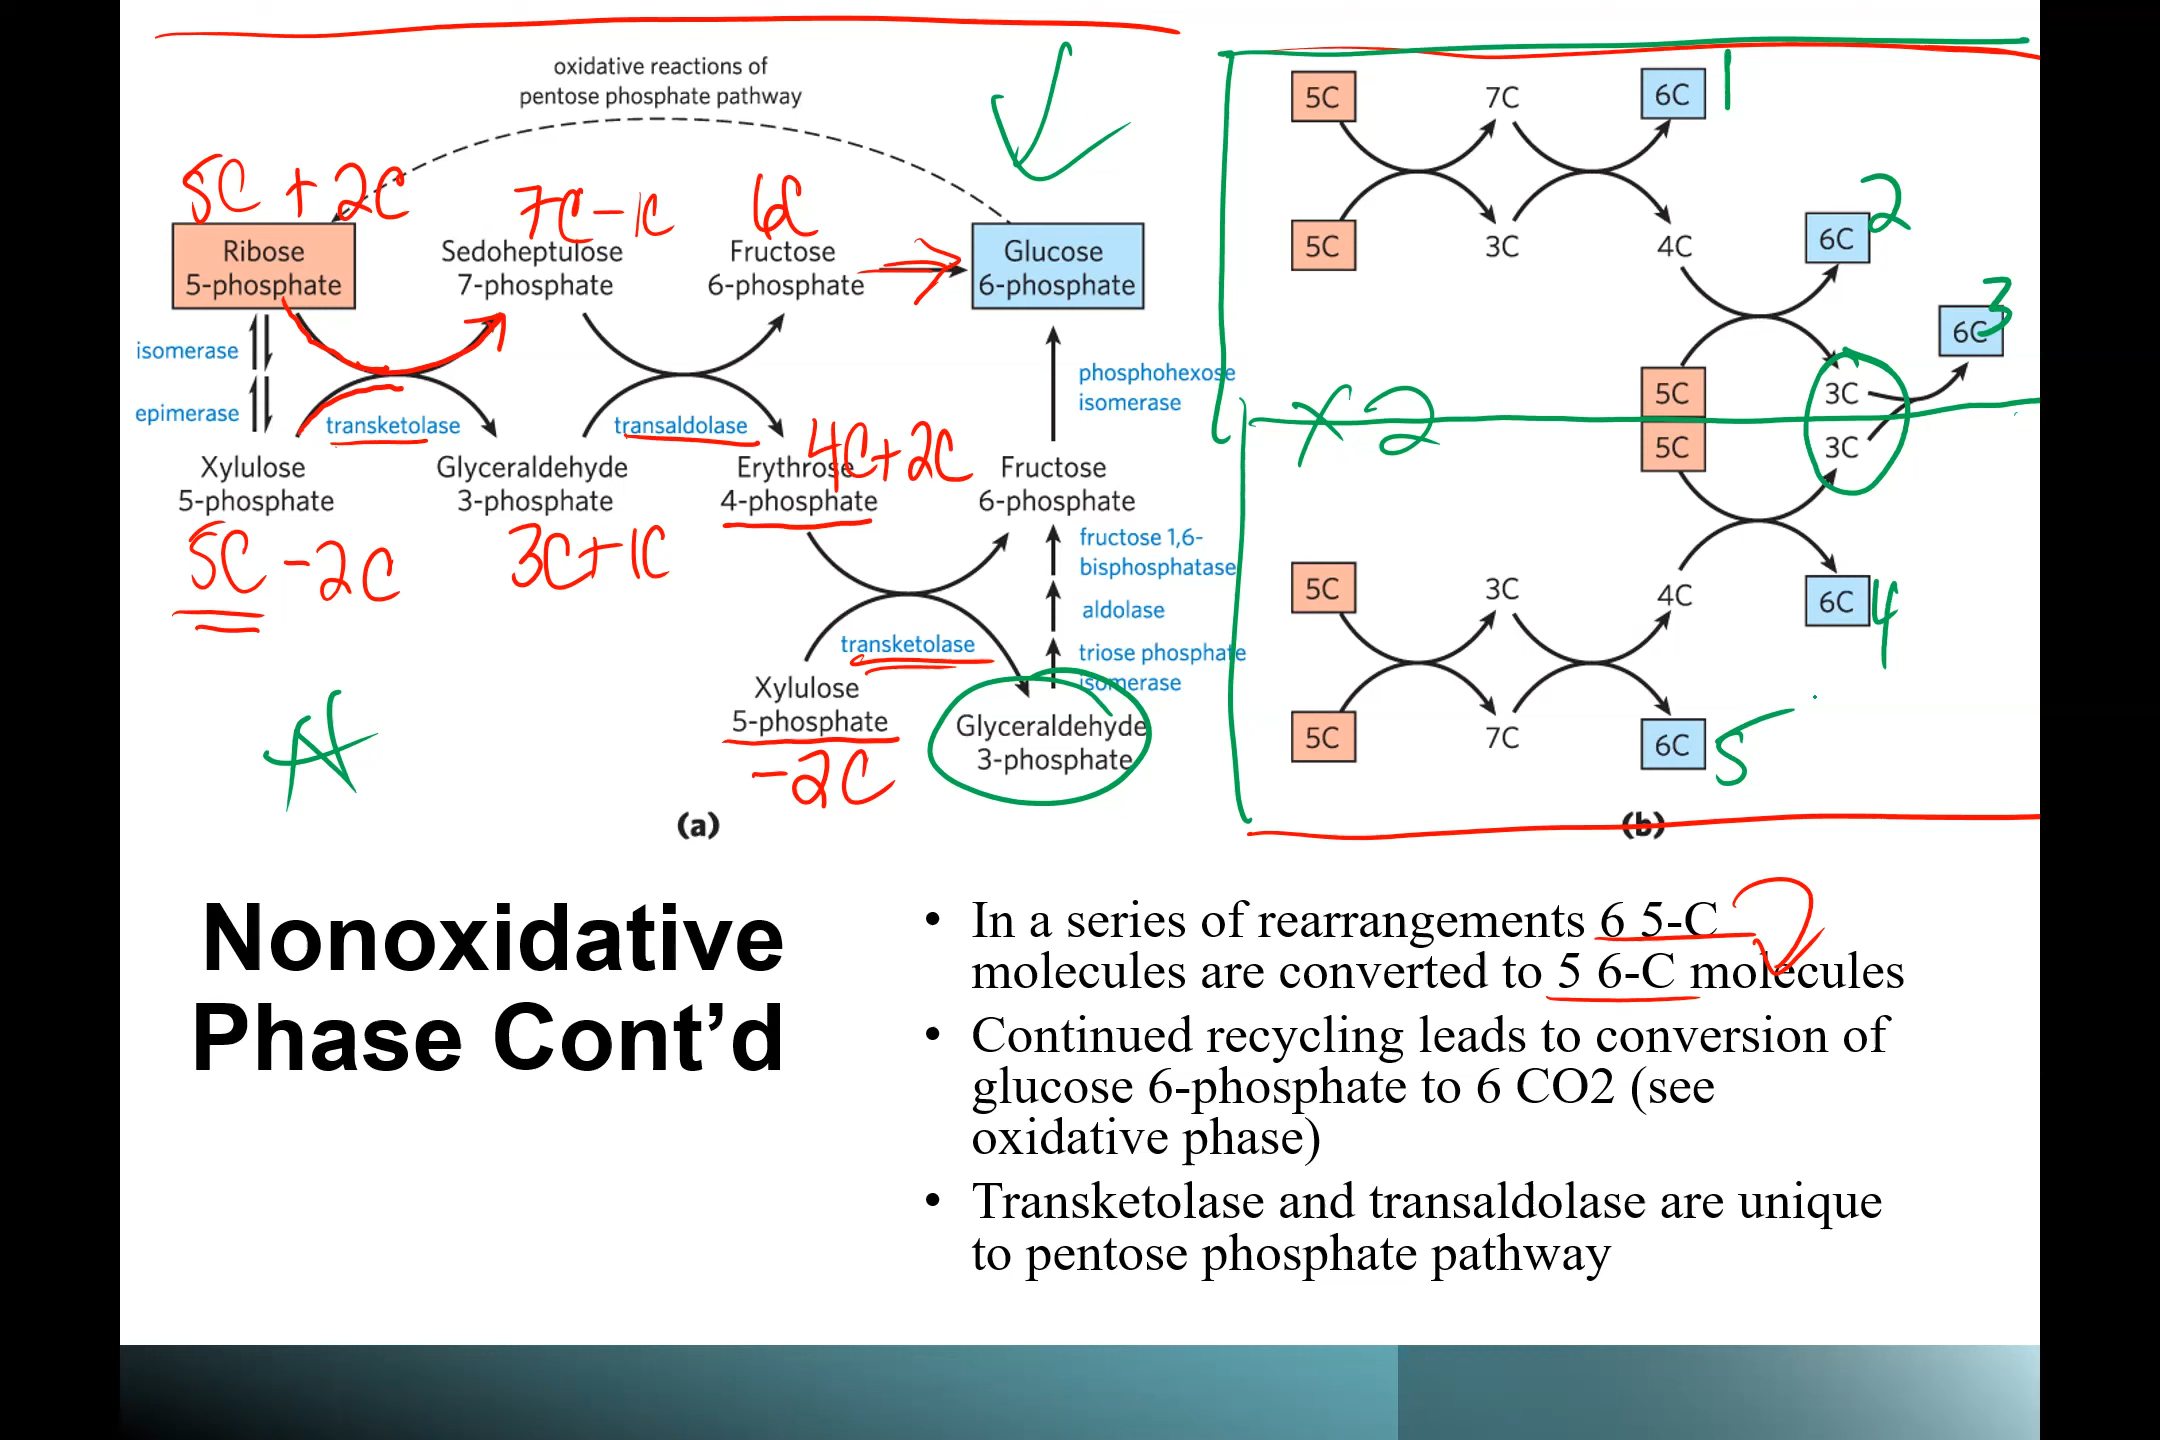 oxidative reactions of
pentose phosphate pathway
5C + 2C
7C - 1C
6C
Ribose
5-phosphate
Sedoheptulose
7-phosphate
Fructose
6-phosphate
Glucose
6-phosphate
isomerase
epimerase
transketolase
transaldolase
phosphohexose
isomerase
4C+2C
Xylulose
5-phosphate
Glyceraldehyde
3-phosphate
Erythrose
4-phosphate
Fructose
6-phosphate
5C - 2C
3C+1C
fructose 1,6-
bisphosphatase
aldolase
transketolase
triose phosphate
isomerase
Xylulose
5-phosphate
Glyceraldehyde
3-phosphate
-2C
(a)
5C
7C
6C
1
5C
3C
4C
6C
2
6C
3
5C
3C
x2
5C
3C
5C
3C
4C
6C
4
5C
7C
6C
5
(b)
Nonoxidative
Phase Cont’d
• In a series of rearrangements 6 5-C
molecules are converted to 5 6-C molecules
• Continued recycling leads to conversion of
glucose 6-phosphate to 6 CO2 (see
oxidative phase)
• Transketolase and transaldolase are unique
to pentose phosphate pathway